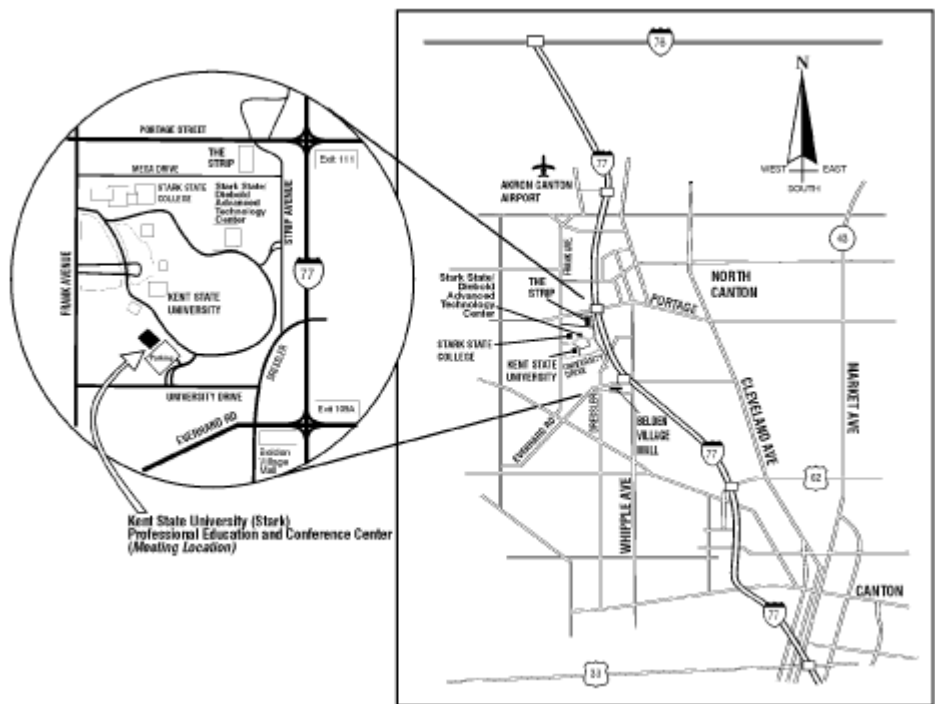 PORTAGE STREET
THE
STRIP
Exit 111
MEGA DRIVE
STARK STATE
COLLEGE
Stark State/
Diebold
Advanced
Technology
Center
STRIP AVENUE
FRANK AVENUE
77
KENT STATE
UNIVERSITY
Parking
DRESSLER
UNIVERSITY DRIVE
EVERHARD RD
Exit 109A
Belden
Village
Mall
Kent State University (Stark)
Professional Education and Conference Center
(Meeting Location)
76
N
WEST
EAST
SOUTH
77
AKRON CANTON
AIRPORT
FRANK AVE.
43
NORTH
CANTON
Stark State/
Diebold
Advanced
Technology
Center
THE
STRIP
PORTAGE
STARK STATE
COLLEGE
KENT STATE
UNIVERSITY
UNIVERSITY
DRIVE
DRESSLER
EVERHARD RD
BELDEN
VILLAGE
MALL
CLEVELAND AVE
MARKET AVE
77
62
WHIPPLE AVE
CANTON
77